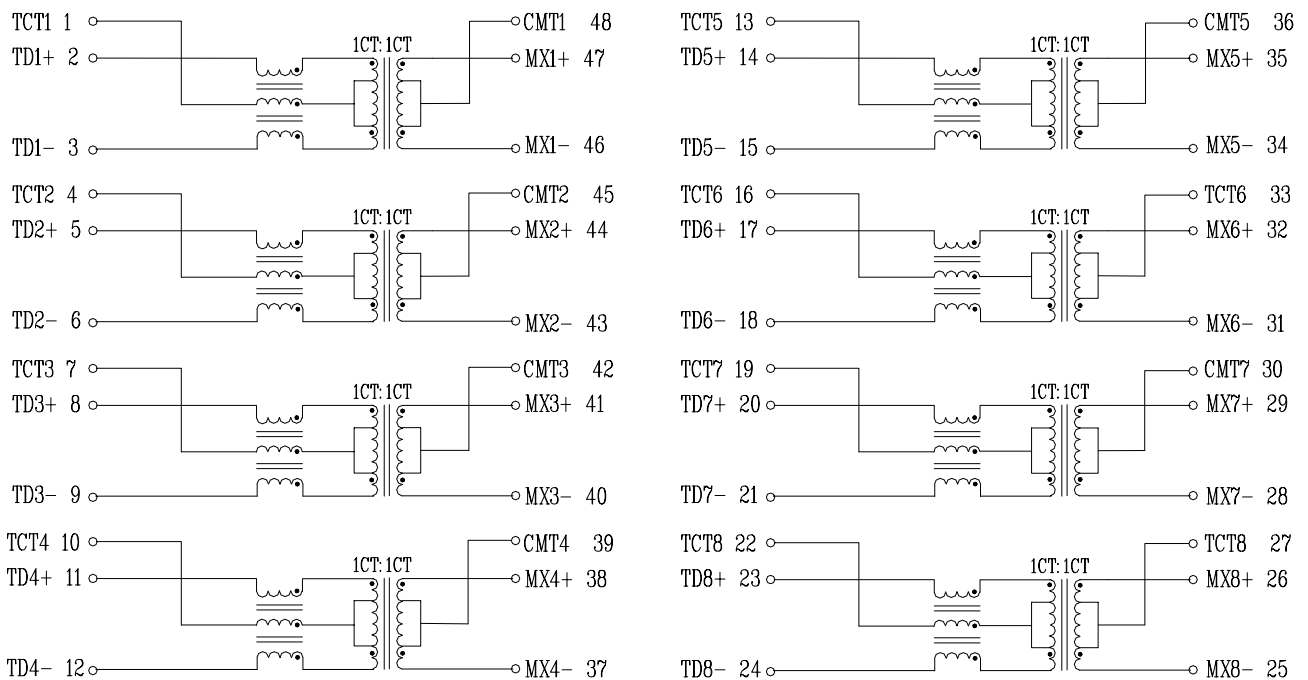 TCT1 1
CMT1 48
1CT:1CT
TD1+ 2
MX1+ 47
TD1- 3
MX1- 46
TCT2 4
CMT2 45
1CT:1CT
TD2+ 5
MX2+ 44
TD2- 6
MX2- 43
TCT3 7
CMT3 42
1CT:1CT
TD3+ 8
MX3+ 41
TD3- 9
MX3- 40
TCT4 10
CMT4 39
1CT:1CT
TD4+ 11
MX4+ 38
TD4- 12
MX4- 37
TCT5 13
CMT5 36
1CT:1CT
TD5+ 14
MX5+ 35
TD5- 15
MX5- 34
TCT6 16
TCT6 33
1CT:1CT
TD6+ 17
MX6+ 32
TD6- 18
MX6- 31
TCT7 19
CMT7 30
1CT:1CT
TD7+ 20
MX7+ 29
TD7- 21
MX7- 28
TCT8 22
TCT8 27
1CT:1CT
TD8+ 23
MX8+ 26
TD8- 24
MX8- 25